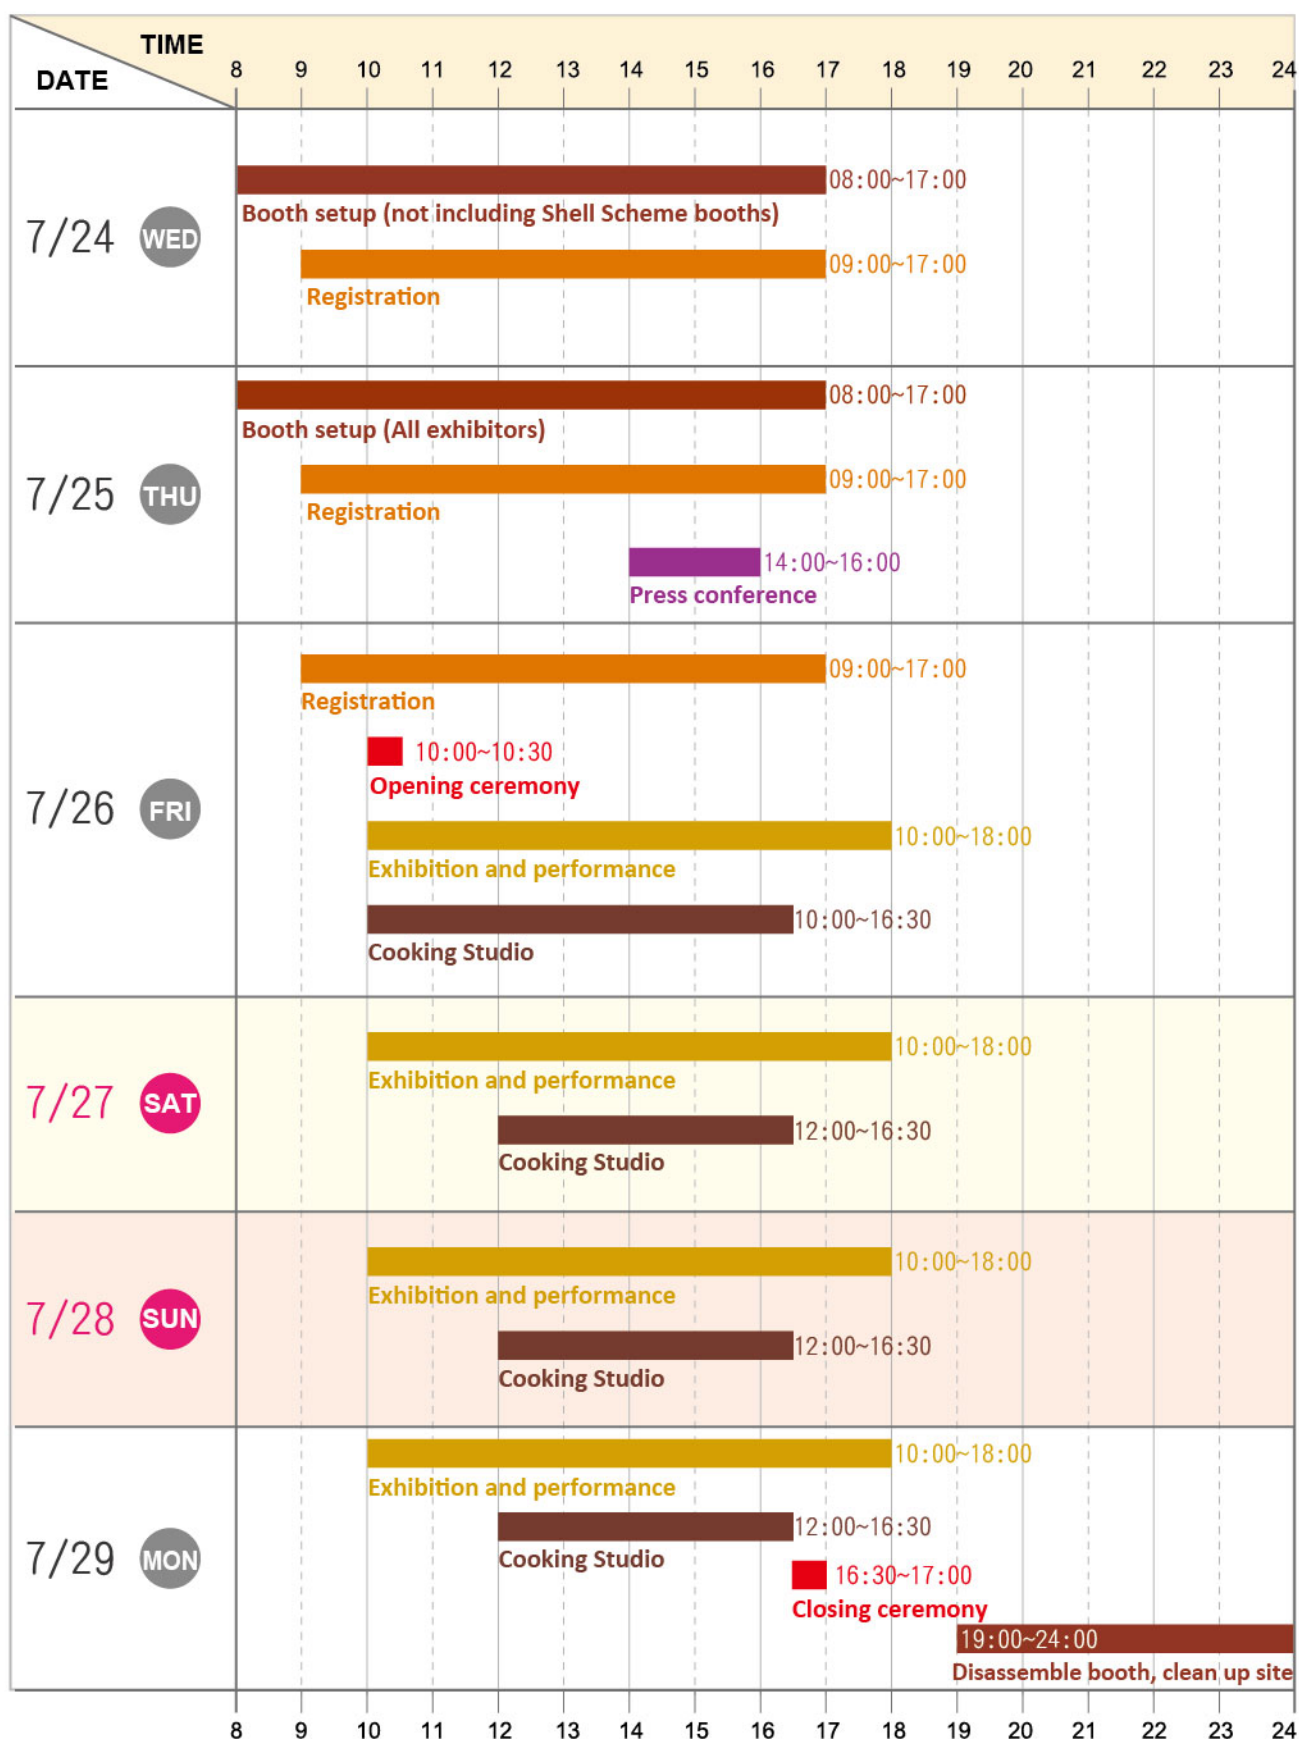 TIME
DATE
8 9 10 11 12 13 14 15 16 17 18 19 20 21 22 23 24
7/24 WED
08:00~17:00
Booth setup (not including Shell Scheme booths)
09:00~17:00
Registration
7/25 THU
08:00~17:00
Booth setup (All exhibitors)
09:00~17:00
Registration
14:00~16:00
Press conference
7/26 FRI
09:00~17:00
Registration
10:00~10:30
Opening ceremony
10:00~18:00
Exhibition and performance
10:00~16:30
Cooking Studio
7/27 SAT
10:00~18:00
Exhibition and performance
12:00~16:30
Cooking Studio
7/28 SUN
10:00~18:00
Exhibition and performance
12:00~16:30
Cooking Studio
7/29 MON
10:00~18:00
Exhibition and performance
12:00~16:30
Cooking Studio
16:30~17:00
Closing ceremony
19:00~24:00
Disassemble booth, clean up site
8 9 10 11 12 13 14 15 16 17 18 19 20 21 22 23 24